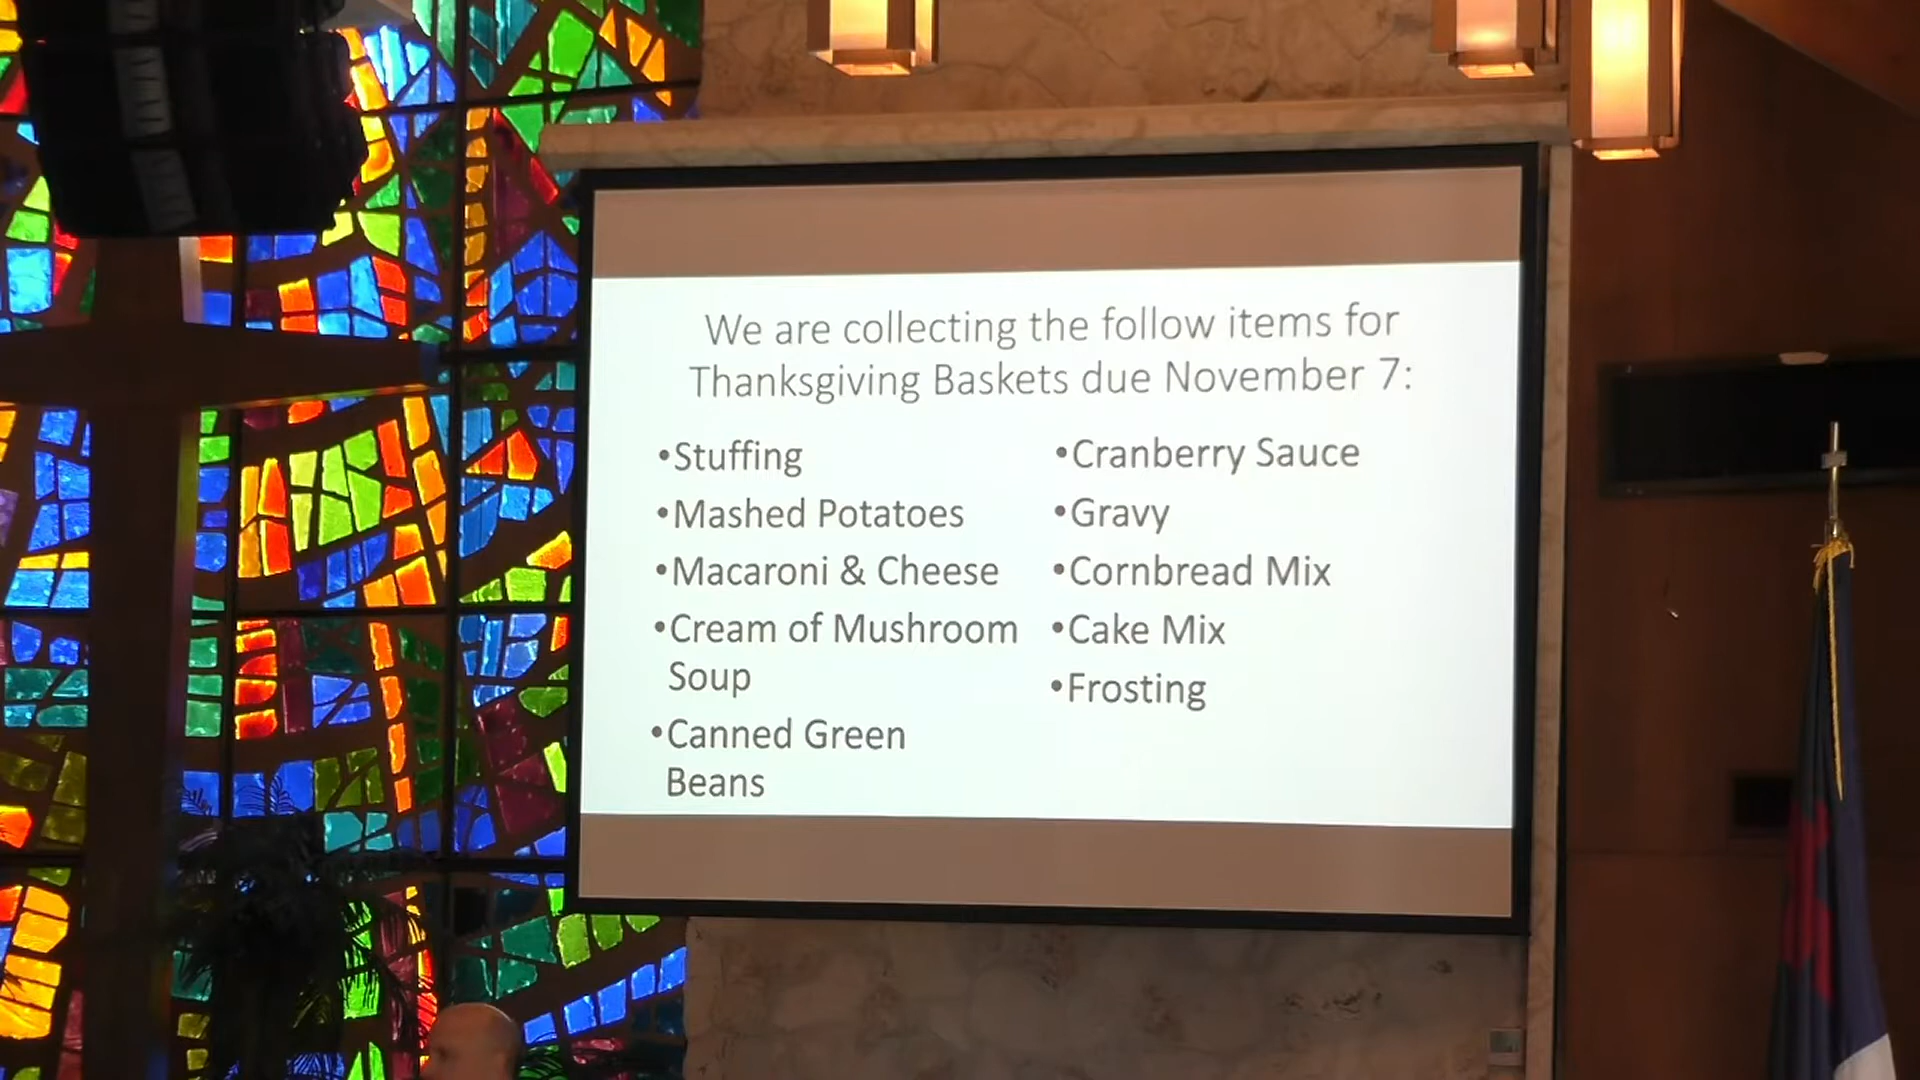 We are collecting the follow items for
Thanksgiving Baskets due November 7:
•Stuffing
•Mashed Potatoes
•Macaroni & Cheese
•Cream of Mushroom
Soup
•Canned Green
Beans
•Cranberry Sauce
•Gravy
•Cornbread Mix
•Cake Mix
•Frosting